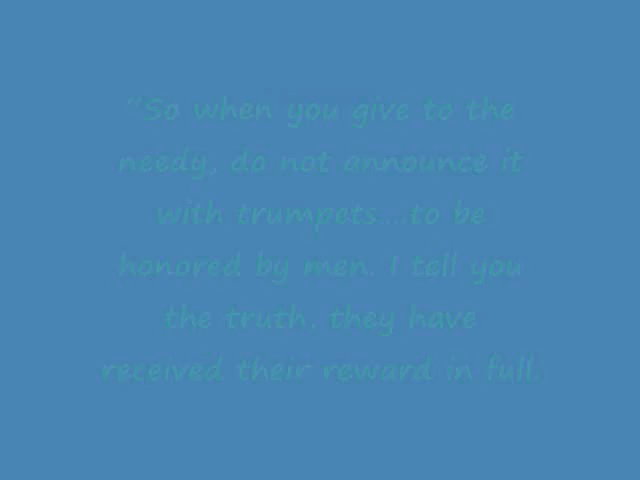 “So when you give to the
needy, do not announce it
with trumpets....to be
honored by men. I tell you
the truth, they have
received their reward in full.